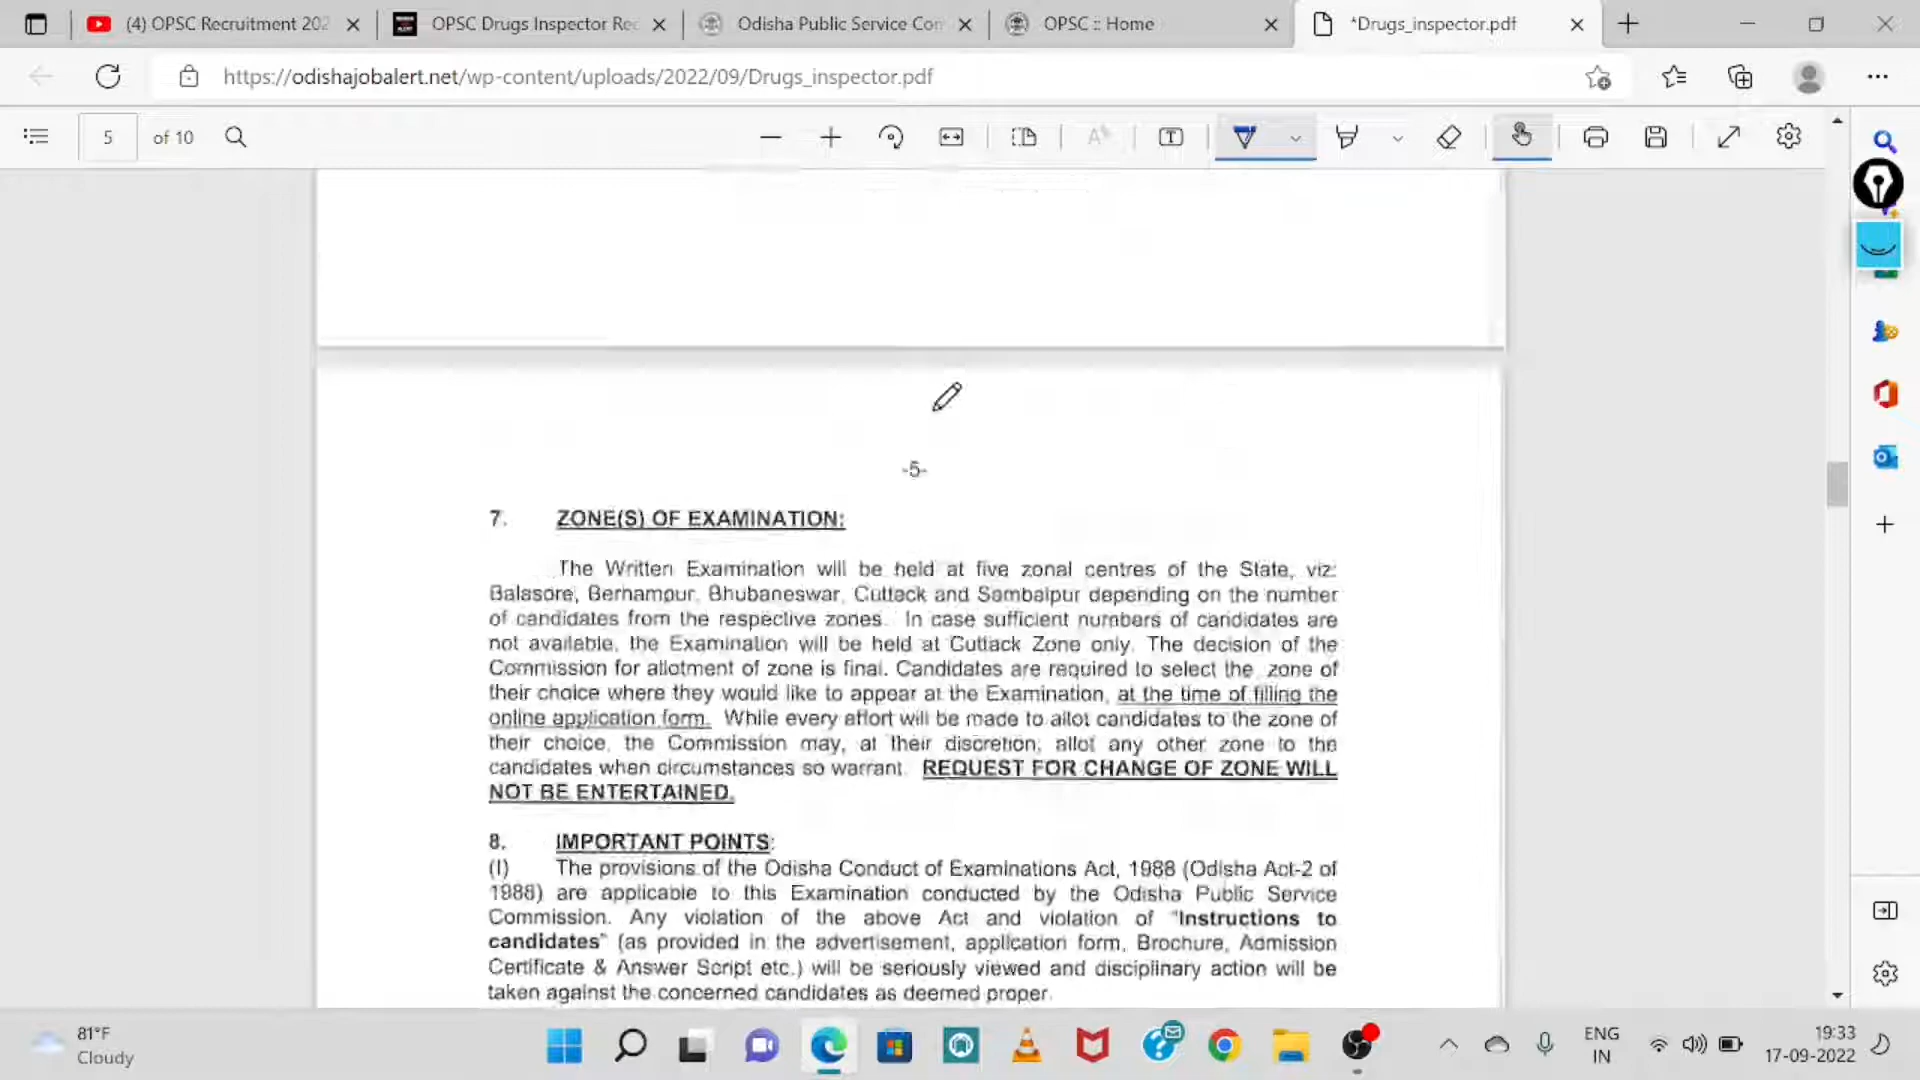 (4) OPSC Recruitment 202
OPSC Drugs Inspector Rec
Odisha Public Service Con
OPSC :: Home
*Drugs_inspector.pdf
https://odishajobalert.net/wp-content/uploads/2022/09/Drugs_inspector.pdf
5 of 10
-5-
7. ZONE(S) OF EXAMINATION:
The Written Examination will be held at five zonal centres of the State, viz:
Balasore, Berhampur, Bhubaneswar, Cuttack and Sambalpur depending on the number
of candidates from the respective zones. In case sufficient numbers of candidates are
not available, the Examination will be held at Cuttack Zone only. The decision of the
Commission for allotment of zone is final. Candidates are required to select the zone of
their choice where they would like to appear at the Examination, at the time of filling the
online application form. While every effort will be made to allot candidates to the zone of
their choice, the Commission may, at their discretion, allot any other zone to the
candidates when circumstances so warrant. REQUEST FOR CHANGE OF ZONE WILL
NOT BE ENTERTAINED.
8. IMPORTANT POINTS:
(I) The provisions of the Odisha Conduct of Examinations Act, 1988 (Odisha Act-2 of
1988) are applicable to this Examination conducted by the Odisha Public Service
Commission. Any violation of the above Act and violation of "Instructions to
candidates" (as provided in the advertisement, application form, Brochure, Admission
Certificate & Answer Script etc.) will be seriously viewed and disciplinary action will be
taken against the concerned candidates as deemed proper.
81°F
Cloudy
ENG
IN
19:33
17-09-2022